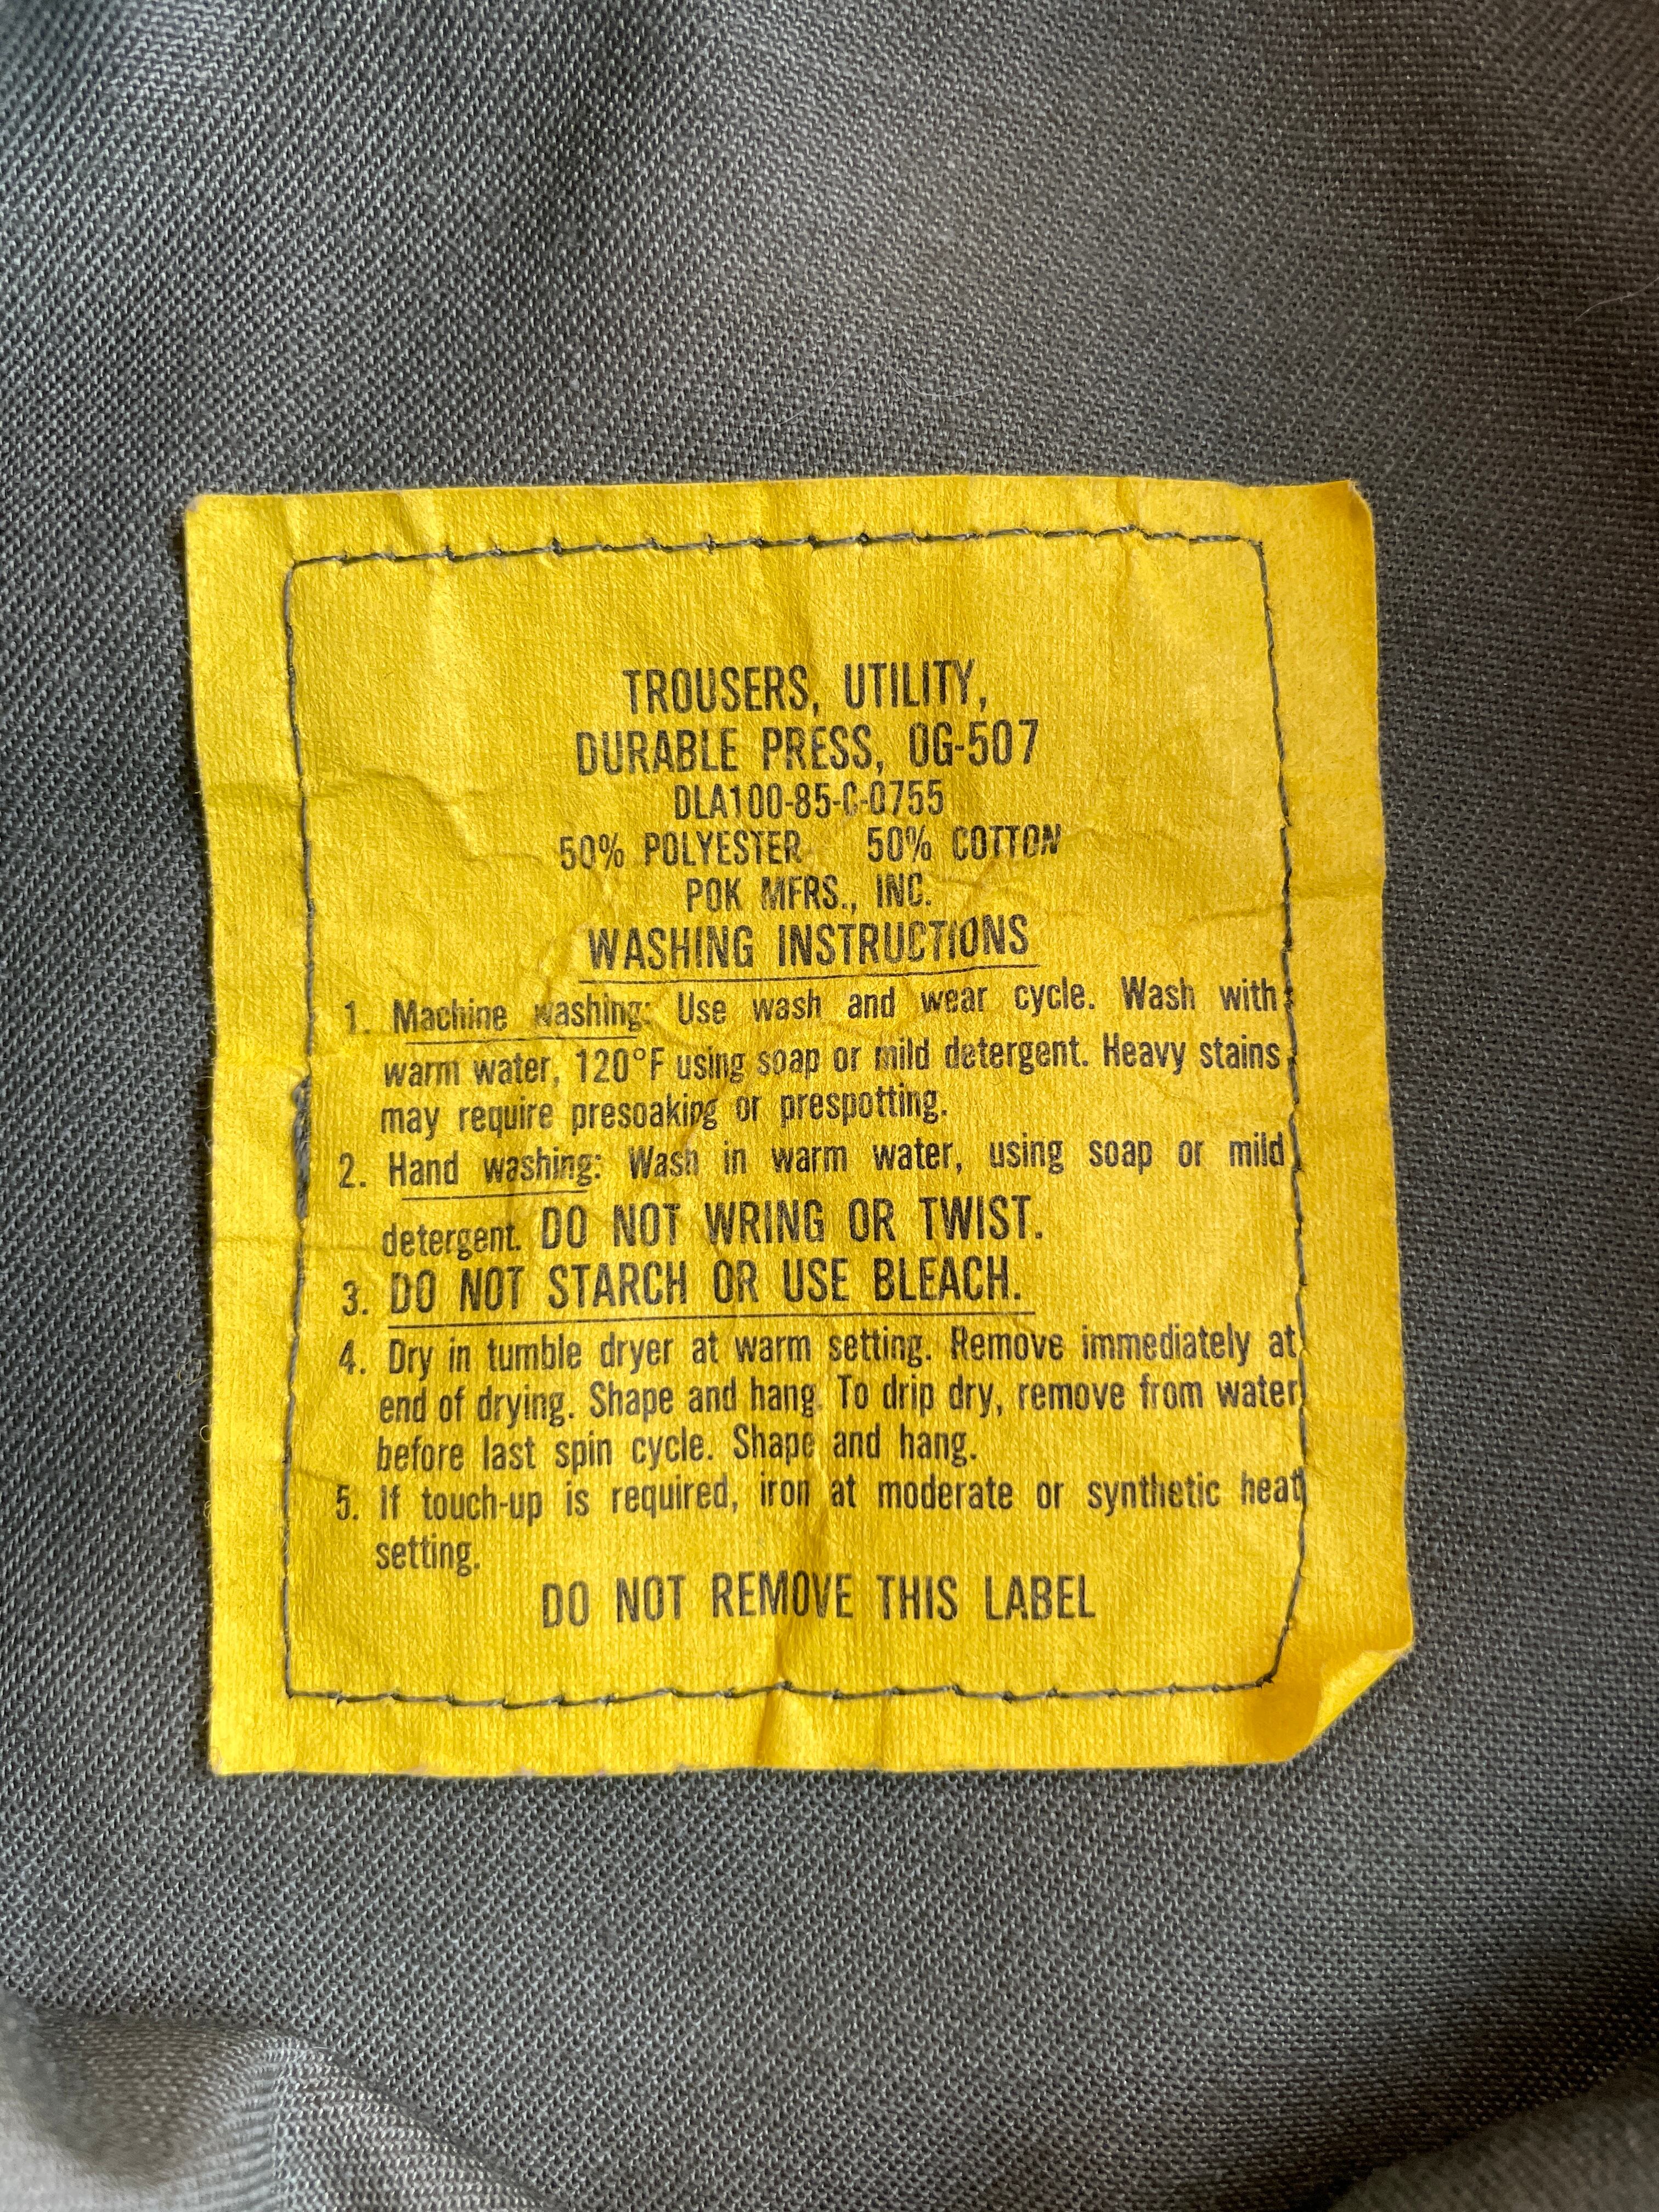 TROUSERS, UTILITY,
DURABLE PRESS, OG-507
DLA100-85-C-0755
50% POLYESTER 50% COTTON
POK MFRS., INC.
WASHING INSTRUCTIONS
1. Machine washing: Use wash and wear cycle. Wash with
warm water, 120°F using soap or mild detergent. Heavy stains
may require presoaking or prespotting.
2. Hand washing: Wash in warm water, using soap or mild
detergent. DO NOT WRING OR TWIST.
3. DO NOT STARCH OR USE BLEACH.
4. Dry in tumble dryer at warm setting. Remove immediately at
end of drying. Shape and hang. To drip dry, remove from water
before last spin cycle. Shape and hang.
5. If touch-up is required, iron at moderate or synthetic heat
setting.
DO NOT REMOVE THIS LABEL